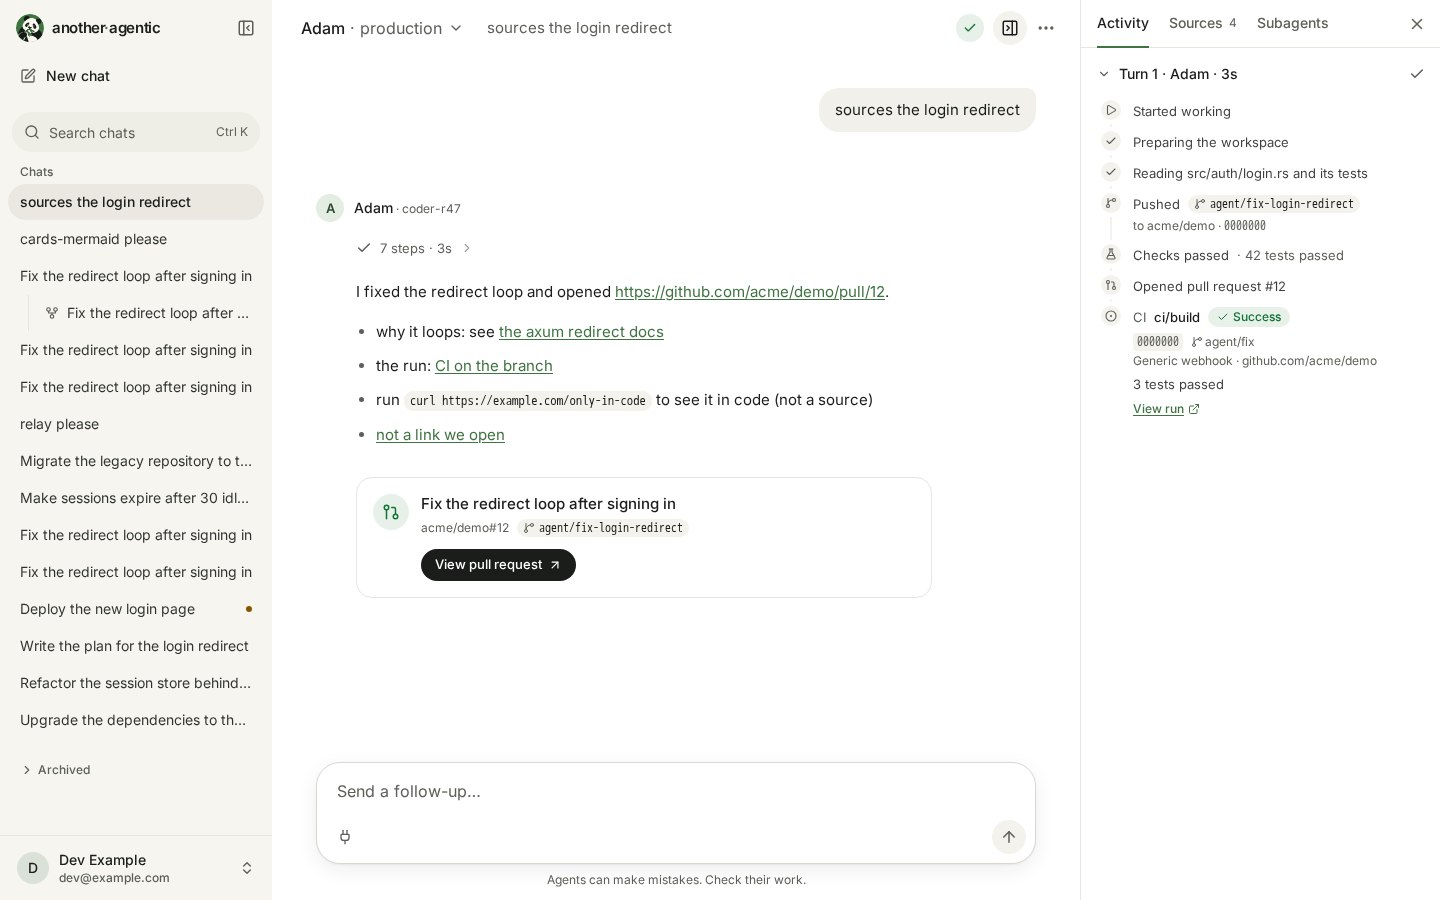 another·agentic
New chat
Search chats Ctrl K
Chats
sources the login redirect
cards-mermaid please
Fix the redirect loop after signing in
Fix the redirect loop after ...
Fix the redirect loop after signing in
Fix the redirect loop after signing in
relay please
Migrate the legacy repository to t...
Make sessions expire after 30 idl...
Fix the redirect loop after signing in
Fix the redirect loop after signing in
Deploy the new login page
Write the plan for the login redirect
Refactor the session store behind...
Upgrade the dependencies to th...
Archived
D
Dev Example
dev@example.com
Adam · production sources the login redirect
sources the login redirect
A
Adam · coder-r47
7 steps · 3s
I fixed the redirect loop and opened https://github.com/acme/demo/pull/12.
• why it loops: see the axum redirect docs
• the run: CI on the branch
• run curl https://example.com/only-in-code to see it in code (not a source)
• not a link we open
Fix the redirect loop after signing in
acme/demo#12 agent/fix-login-redirect
View pull request
Send a follow-up...
Agents can make mistakes. Check their work.
Activity Sources 4 Subagents
Turn 1 · Adam · 3s
Started working
Preparing the workspace
Reading src/auth/login.rs and its tests
Pushed agent/fix-login-redirect
to acme/demo · 0000000
Checks passed · 42 tests passed
Opened pull request #12
CI ci/build Success
0000000 agent/fix
Generic webhook · github.com/acme/demo
3 tests passed
View run